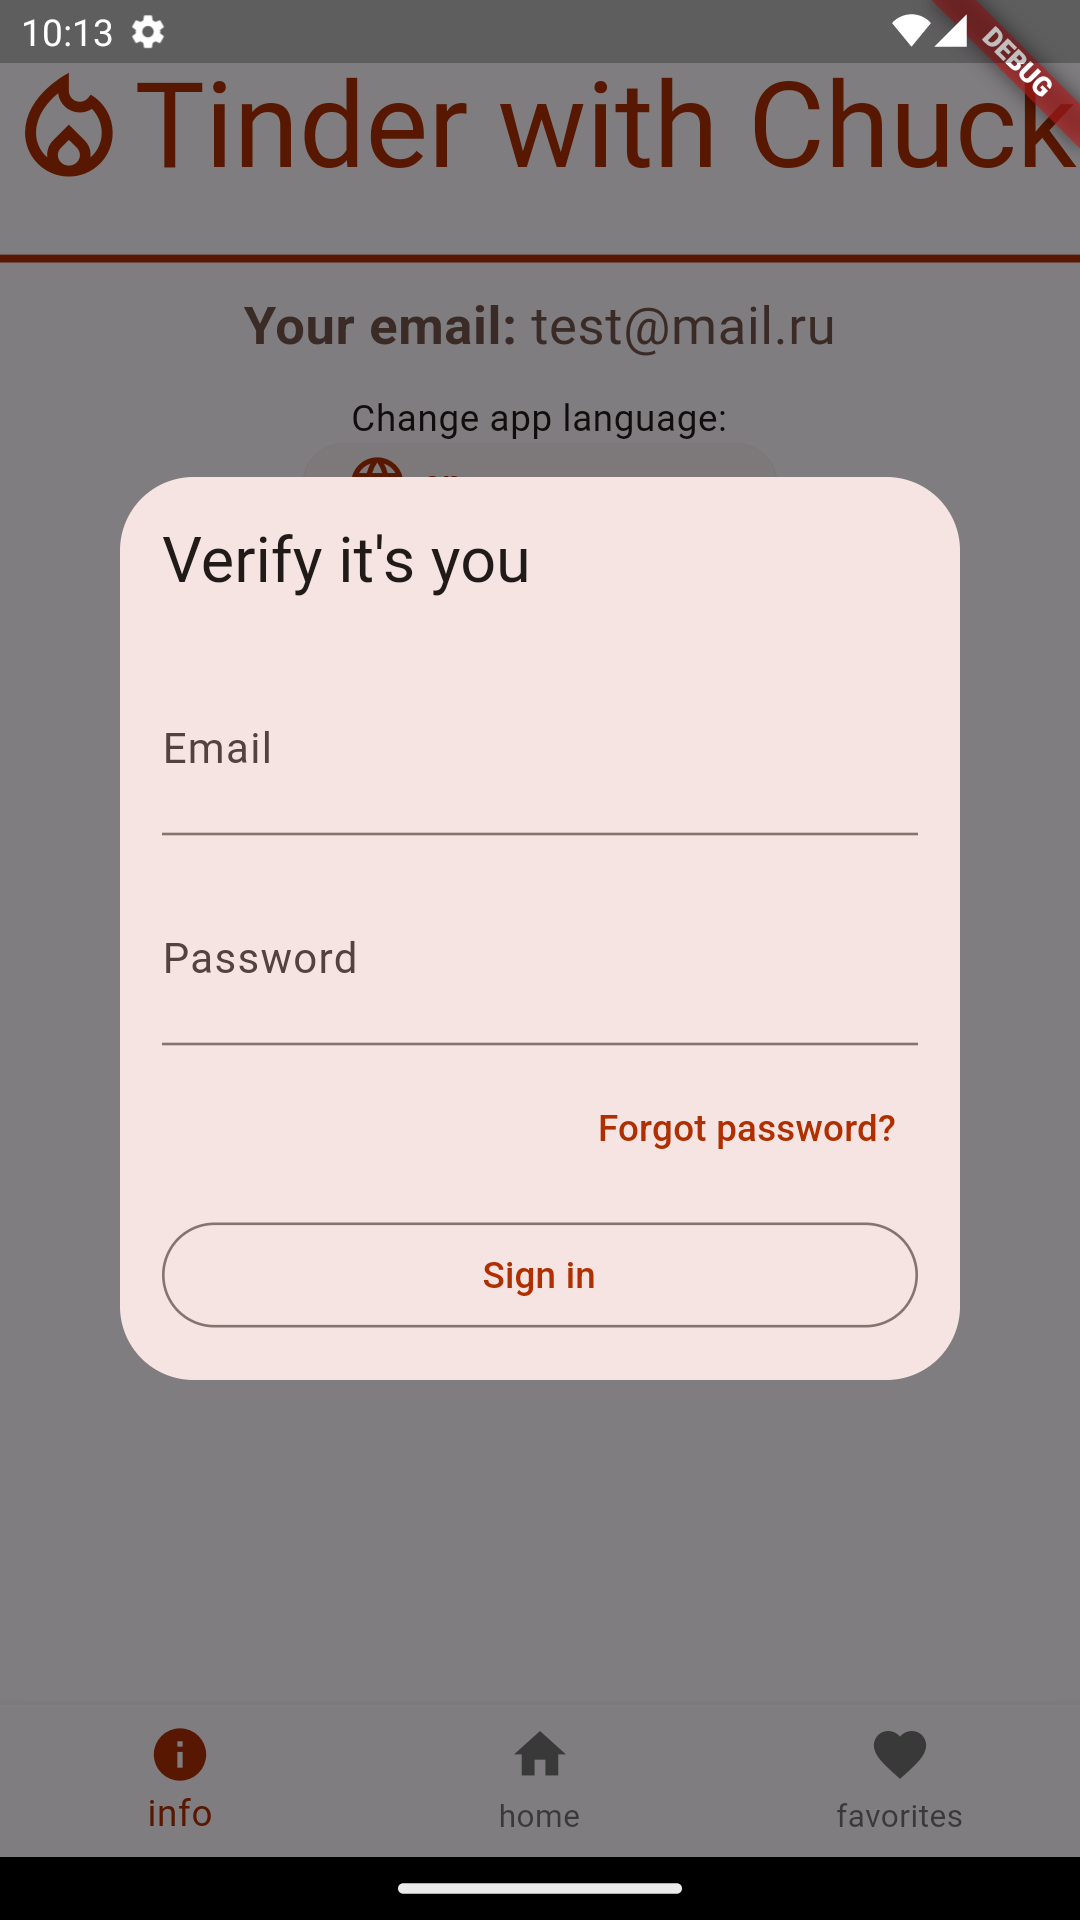 10:13
DEBUG
Tinder with Chuck
Your email: test@mail.ru
Change app language:
Verify it's you
Email
Password
Forgot password?
Sign in
info
home
favorites